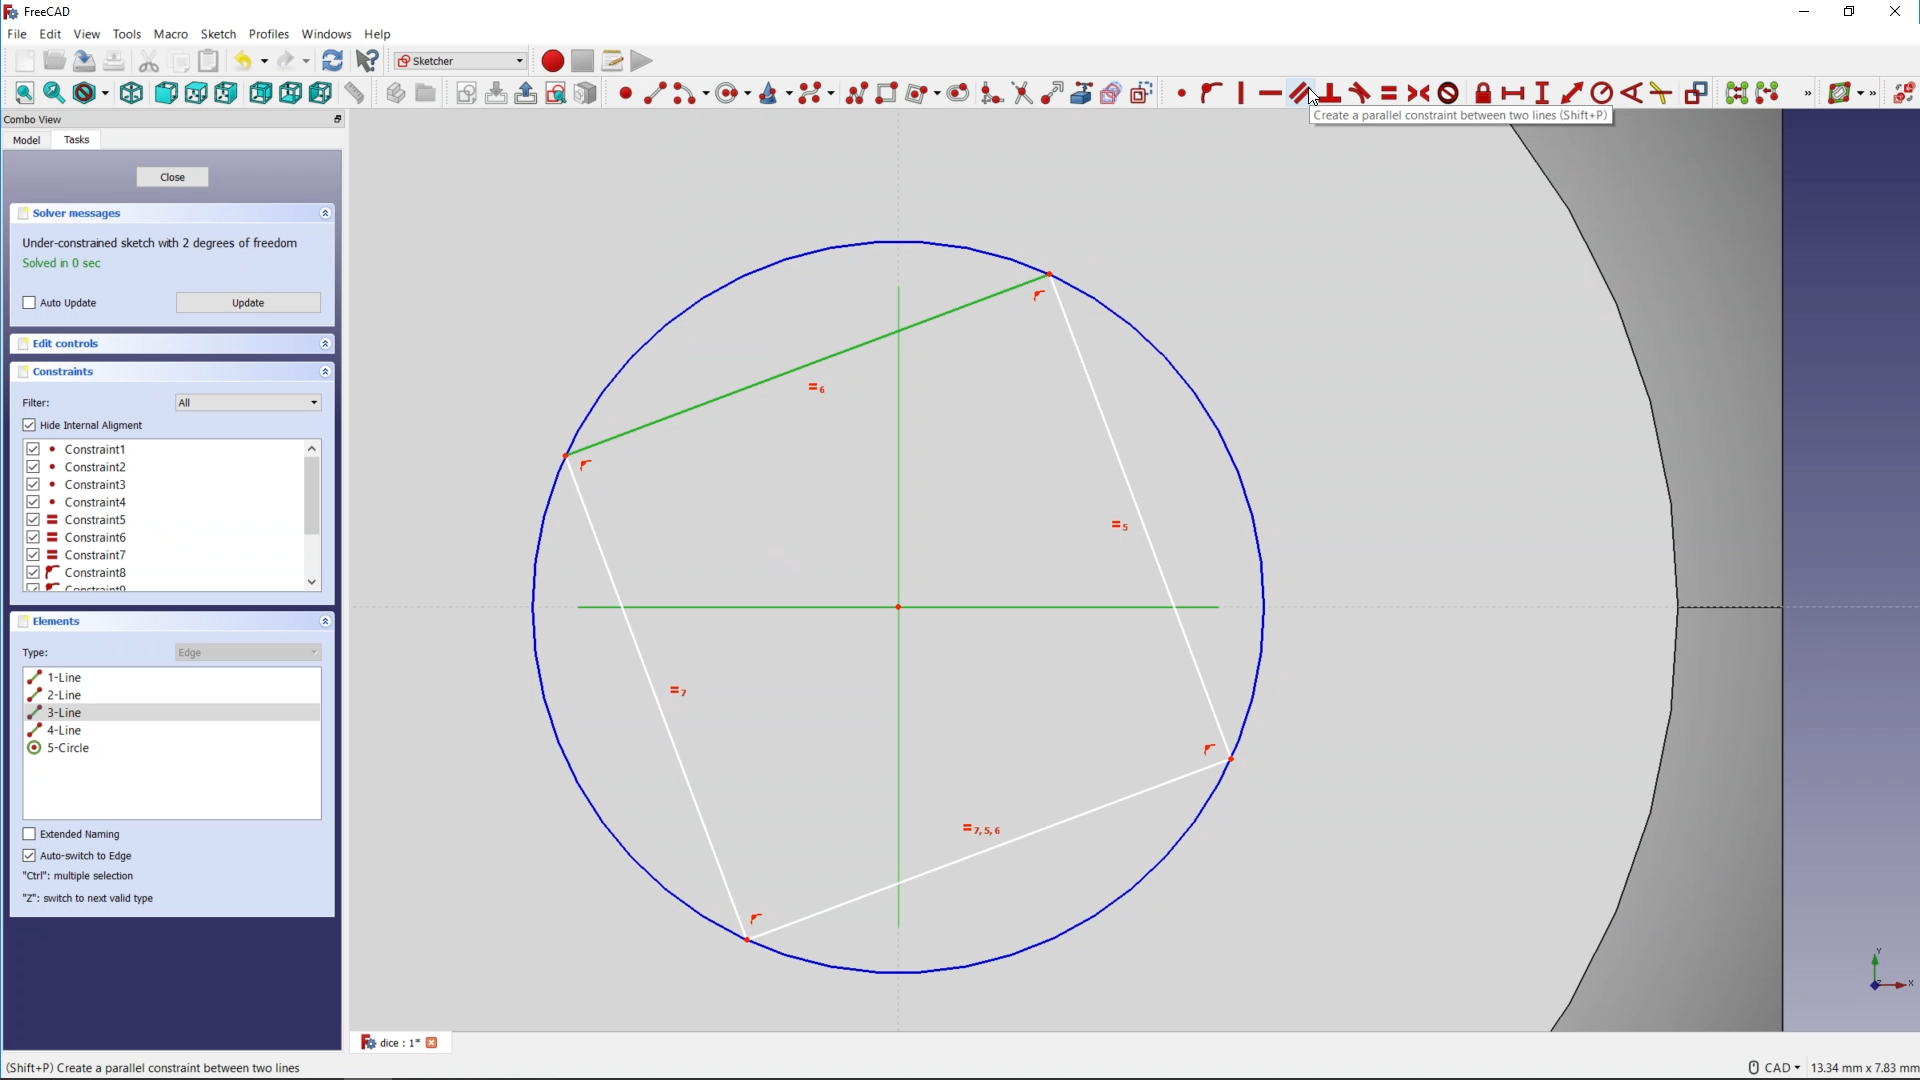 FreeCAD
File Edit View Tools Macro Sketch Profiles Windows Help
Sketcher
» »
Create a parallel constraint between two lines (Shift+P)
Combo View
Model Tasks
Close
Solver messages
Under-constrained sketch with 2 degrees of freedom
Solved in 0 sec
Auto Update Update
Edit controls
Constraints
Filter: All
Hide Internal Aligment
Constraint1
Constraint2
Constraint3
Constraint4
Constraint5
Constraint6
Constraint7
Constraint8
Constraint9
Elements
Type: Edge
1-Line
2-Line
3-Line
4-Line
5-Circle
Extended Naming
Auto-switch to Edge
"Ctrl": multiple selection
"Z": switch to next valid type
= 6
= 5
= 7
= 7, 5, 6
Y
Z X
dice : 1*
(Shift+P) Create a parallel constraint between two lines
CAD 13.34 mm x 7.83 mm